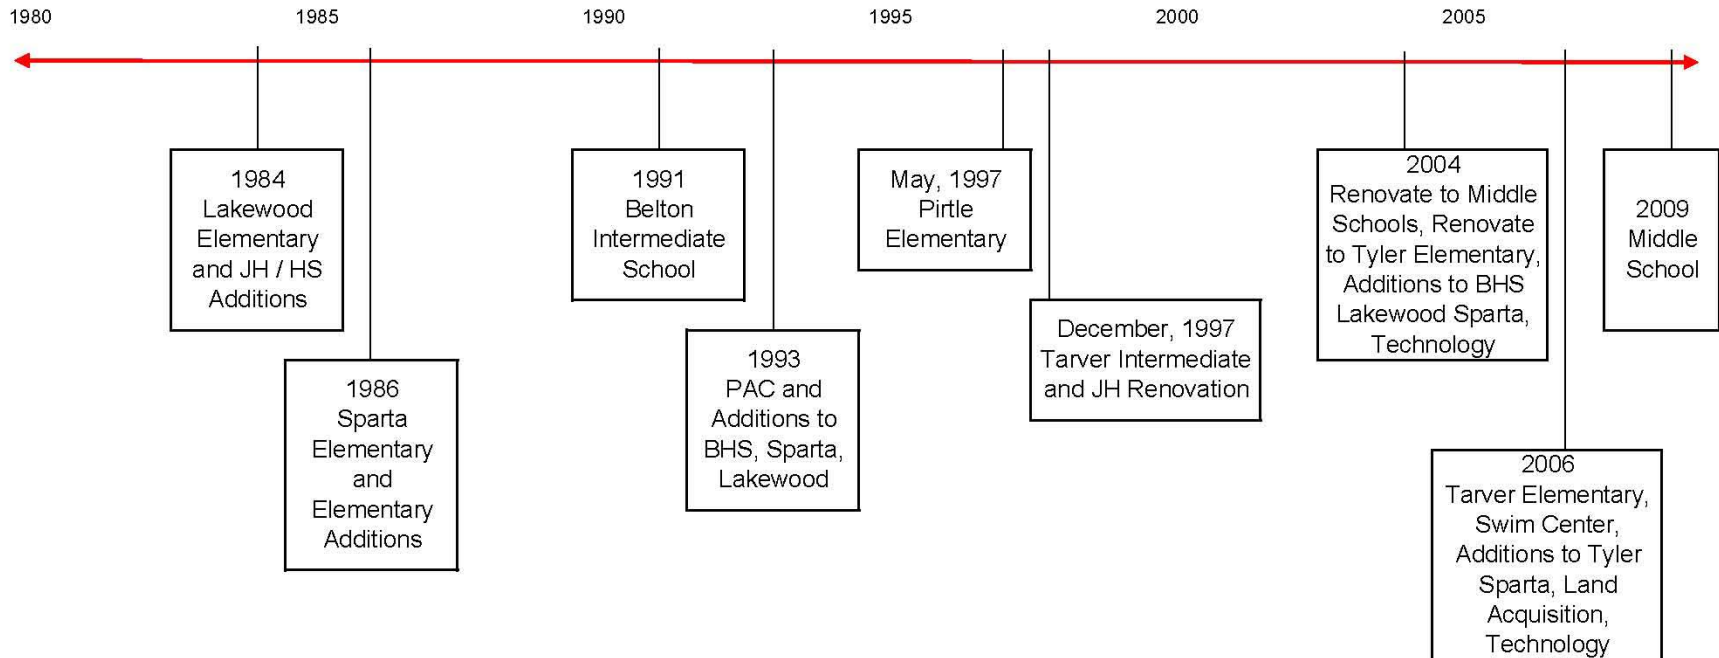 1980
1985
1990
1995
2000
2005
1984
Lakewood
Elementary
and JH / HS
Additions
1986
Sparta
Elementary
and
Elementary
Additions
1991
Belton
Intermediate
School
1993
PAC and
Additions to
BHS, Sparta,
Lakewood
May, 1997
Pirtle
Elementary
December, 1997
Tarver Intermediate
and JH Renovation
2004
Renovate to Middle
Schools, Renovate
to Tyler Elementary,
Additions to BHS
Lakewood Sparta,
Technology
2006
Tarver Elementary,
Swim Center,
Additions to Tyler
Sparta, Land
Acquisition,
Technology
2009
Middle
School